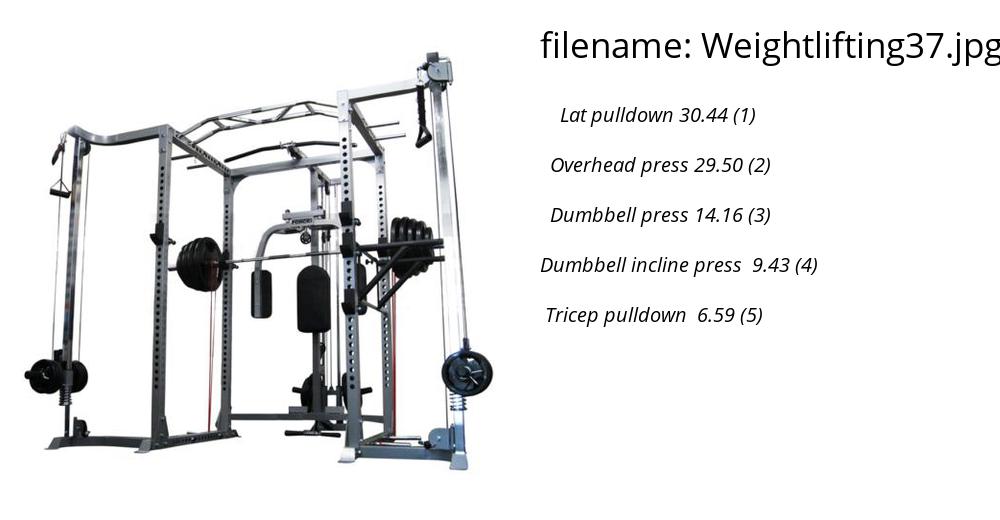 filename: Weightlifting37.jpg
Lat pulldown 30.44 (1)
Overhead press 29.50 (2)
Dumbbell press 14.16 (3)
Dumbbell incline press 9.43 (4)
Tricep pulldown 6.59 (5)